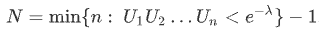 N = min{n : U₁U₂ … Uₙ < e^{−λ}} − 1